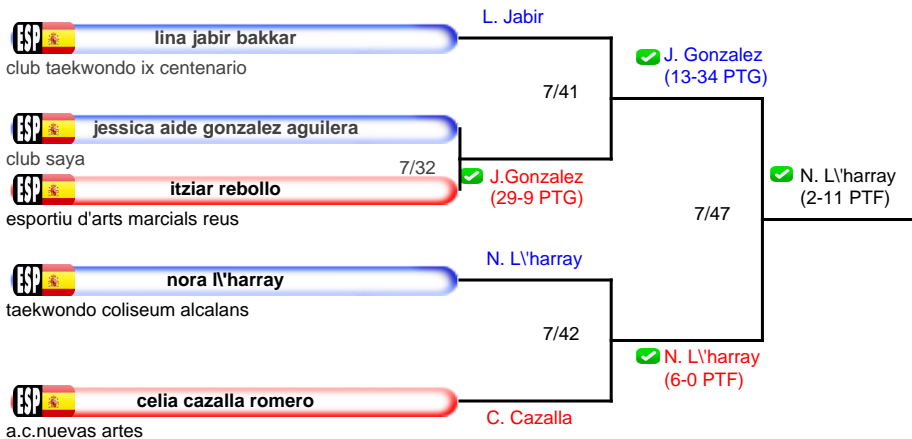 L. Jabir
ESP lina jabir bakkar
club taekwondo ix centenario
J. Gonzalez
(13-34 PTG)
7/41
ESP jessica aide gonzalez aguilera
club saya
7/32
J.Gonzalez
(29-9 PTG)
ESP itziar rebollo
esportiu d'arts marcials reus
N. L\'harray
(2-11 PTF)
7/47
N. L\'harray
ESP nora l\'harray
taekwondo coliseum alcalans
7/42
N. L\'harray
(6-0 PTF)
ESP celia cazalla romero
C. Cazalla
a.c.nuevas artes